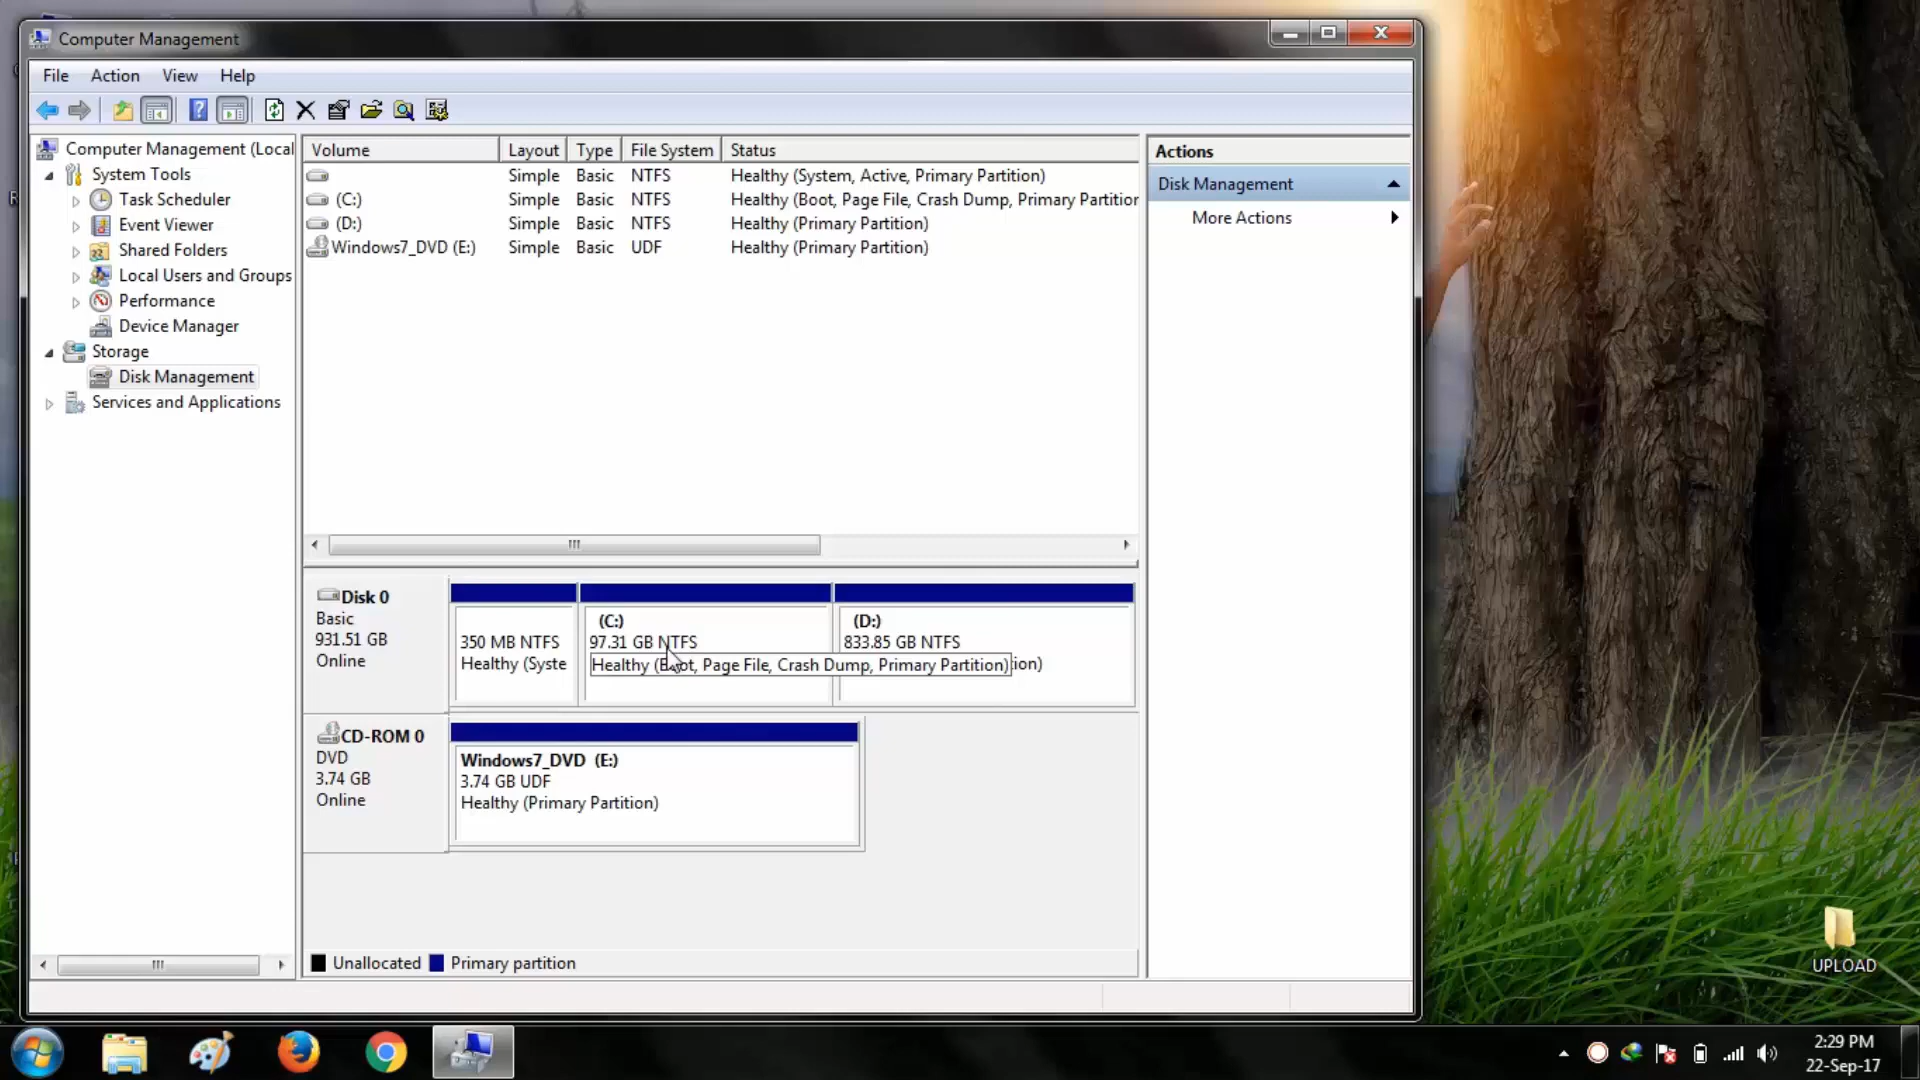 Computer Management
File Action View Help
Computer Management (Local
System Tools
Task Scheduler
Event Viewer
Shared Folders
Local Users and Groups
Performance
Device Manager
Storage
Disk Management
Services and Applications
Volume Layout Type File System Status
Simple Basic NTFS Healthy (System, Active, Primary Partition)
(C:) Simple Basic NTFS Healthy (Boot, Page File, Crash Dump, Primary Partition
(D:) Simple Basic NTFS Healthy (Primary Partition)
Windows7_DVD (E:) Simple Basic UDF Healthy (Primary Partition)
Actions
Disk Management
More Actions
Disk 0
Basic
931.51 GB
Online
350 MB NTFS
Healthy (Syste
(C:)
97.31 GB NTFS
Healthy (Boot, Page File, Crash Dump, Primary Partition)
(D:)
833.85 GB NTFS
tion)
CD-ROM 0
DVD
3.74 GB
Online
Windows7_DVD (E:)
3.74 GB UDF
Healthy (Primary Partition)
Unallocated Primary partition
UPLOAD
2:29 PM
22-Sep-17